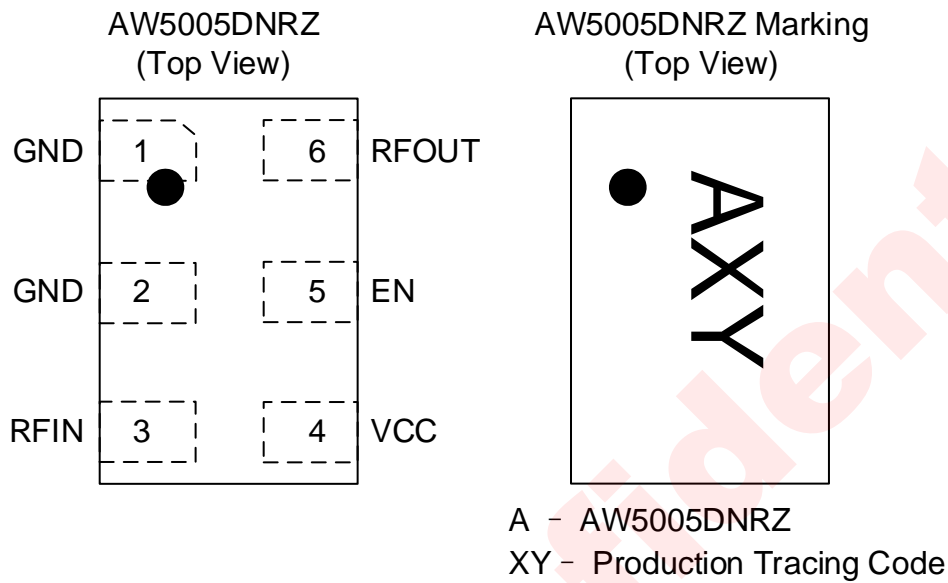 AW5005DNRZ
(Top View)
GND 1 6 RFOUT
GND 2 5 EN
RFIN 3 4 VCC
AW5005DNRZ Marking
(Top View)
AXY
A – AW5005DNRZ
XY – Production Tracing Code